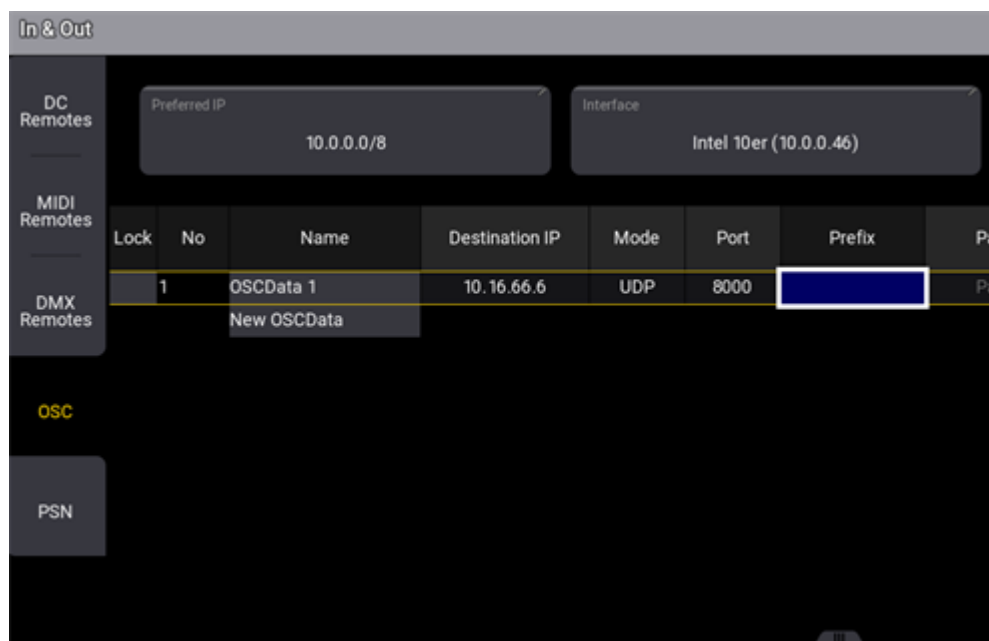 In & Out
DC
Remotes
MIDI
Remotes
DMX
Remotes
OSC
PSN
Preferred IP
10.0.0.0/8
Interface
Intel 10er (10.0.0.46)
Lock No Name Destination IP Mode Port Prefix
1 OSCData 1 10.16.66.6 UDP 8000
New OSCData